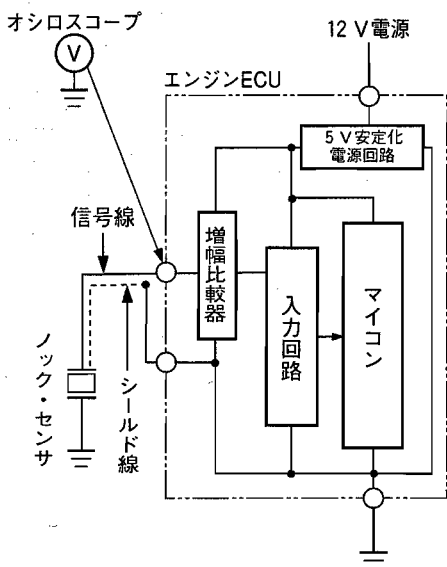 オシロスコープ
V
12 V電源
エンジンECU
5 V安定化
電源回路
信号線
増幅比較器
入力回路
マイコン
ノック・センサ
シールド線